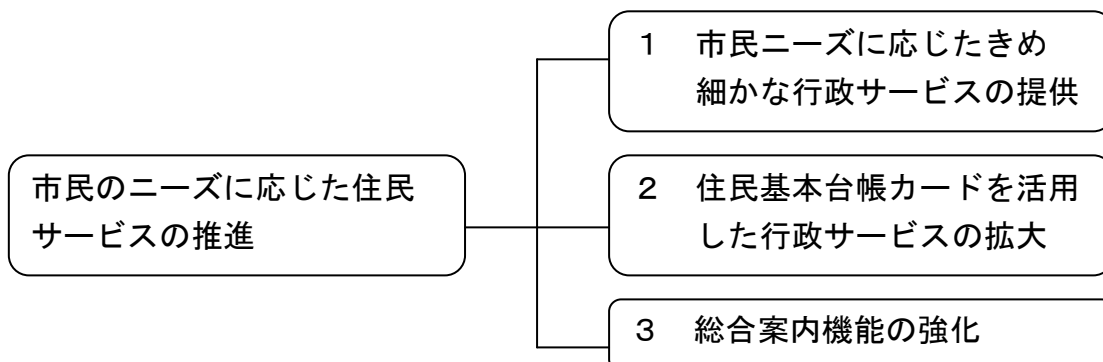 1 市民ニーズに応じたきめ
細かな行政サービスの提供
市民のニーズに応じた住民
サービスの推進
2 住民基本台帳カードを活用
した行政サービスの拡大
3 総合案内機能の強化